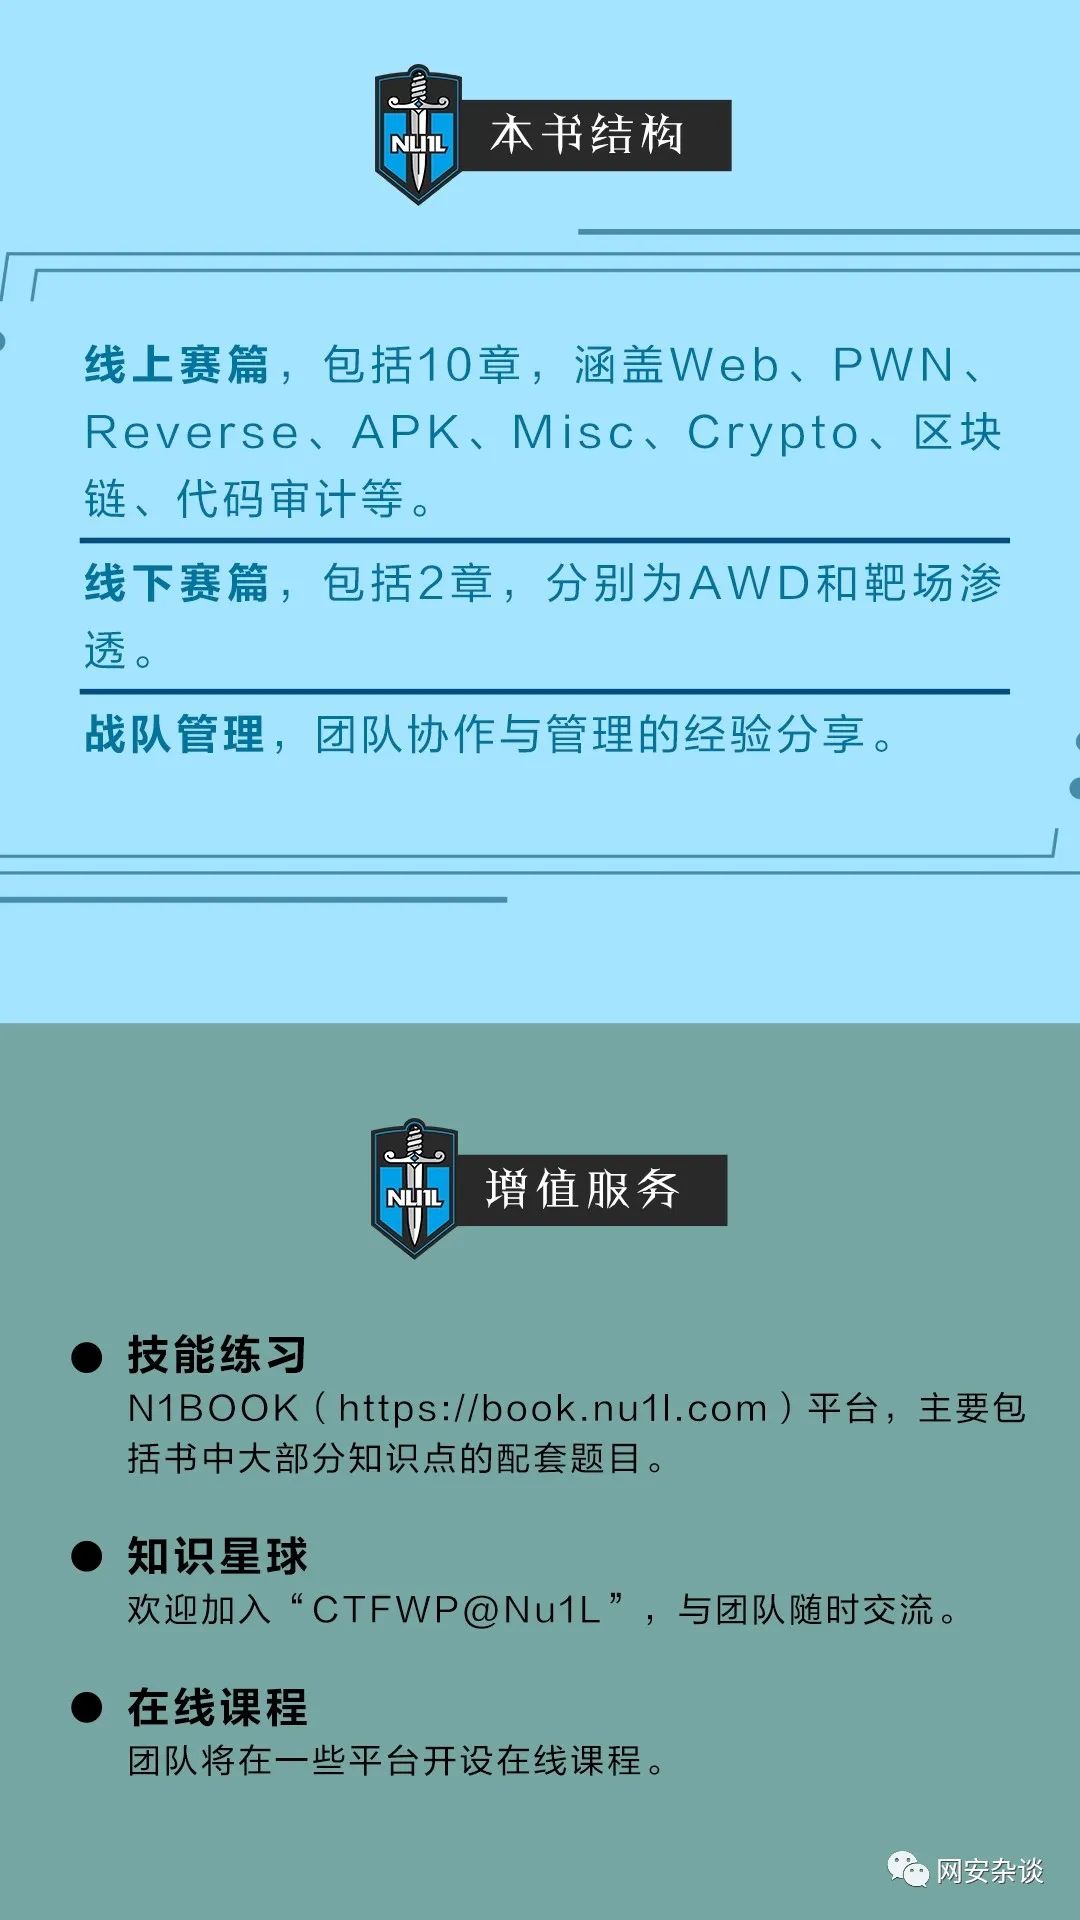 NU1L
本书结构
线上赛篇，包括10章，涵盖Web、PWN、
Reverse、APK、Misc、Crypto、区块
链、代码审计等。
线下赛篇，包括2章，分别为AWD和靶场渗
透。
战队管理，团队协作与管理的经验分享。
NU1L
增值服务
● 技能练习
N1BOOK（https://book.nu1l.com）平台，主要包
括书中大部分知识点的配套题目。
● 知识星球
欢迎加入“CTFWP@Nu1L”，与团队随时交流。
● 在线课程
团队将在一些平台开设在线课程。
网安杂谈